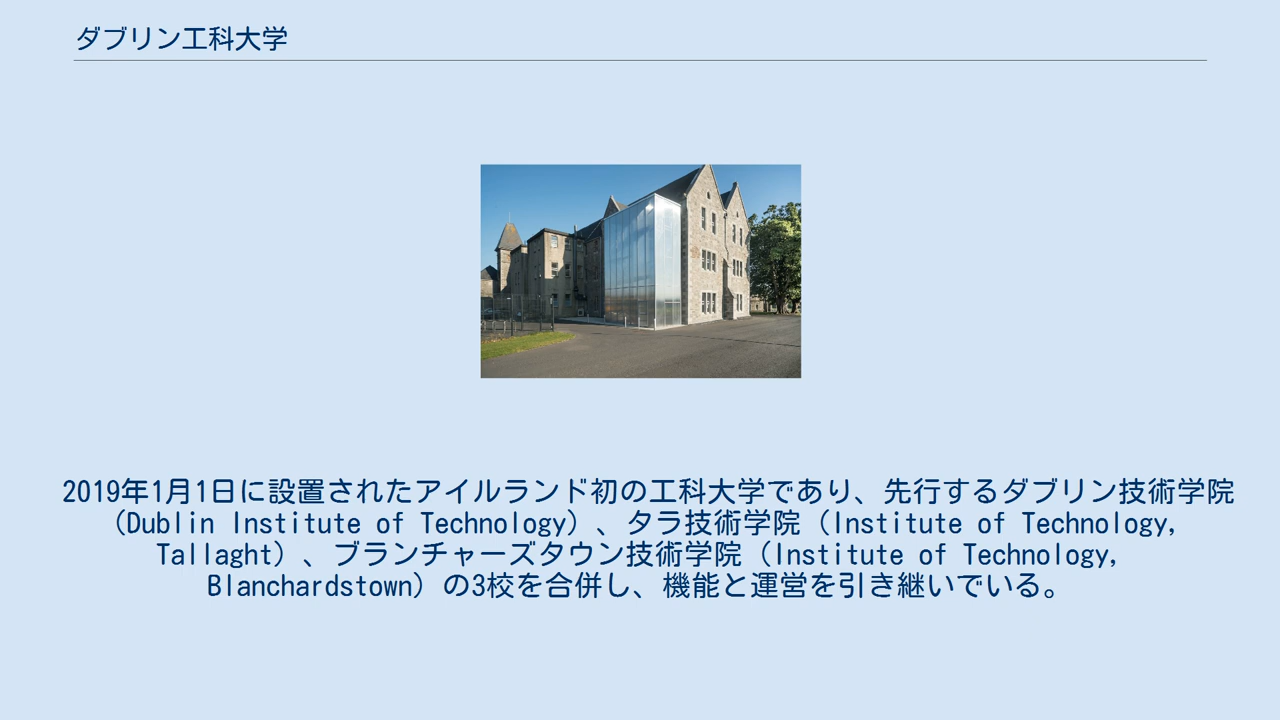 ダブリン工科大学
2019年1月1日に設置されたアイルランド初の工科大学であり、先行するダブリン技術学院
（Dublin Institute of Technology）、タラ技術学院（Institute of Technology,
Tallaght）、ブランチャーズタウン技術学院（Institute of Technology,
Blanchardstown）の3校を合併し、機能と運営を引き継いでいる。